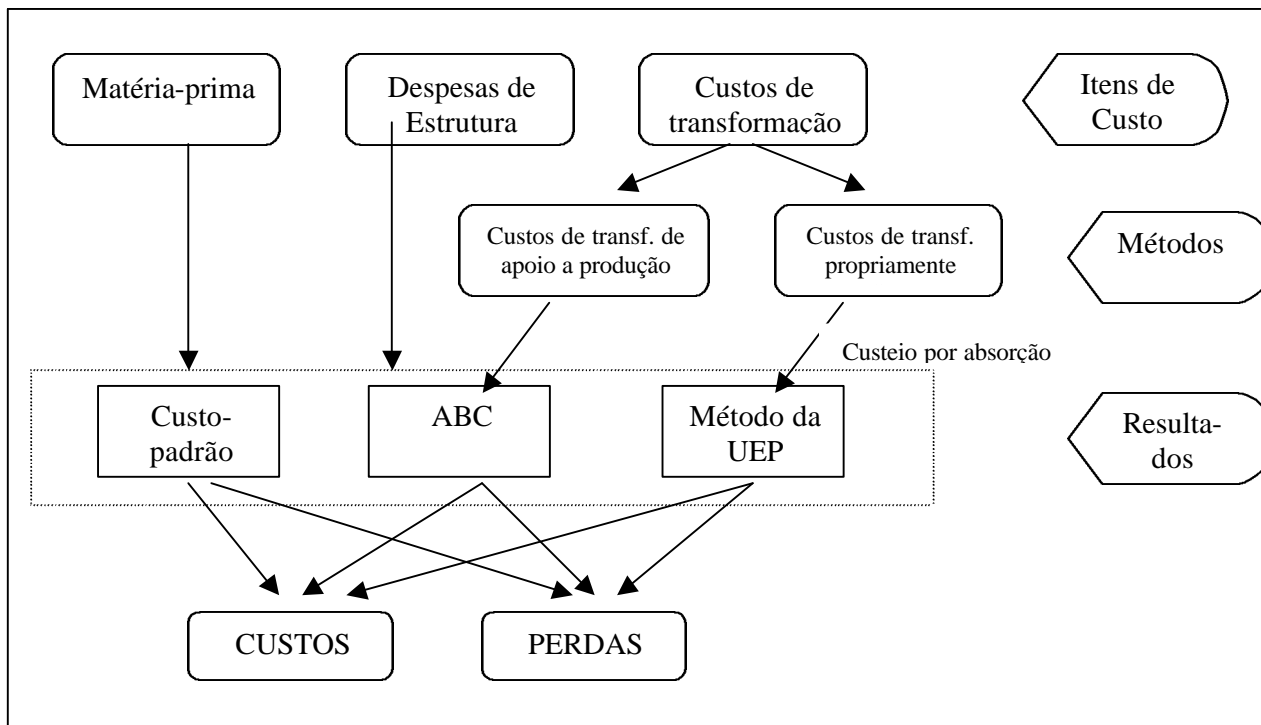 Matéria-prima
Despesas de
Estrutura
Custos de
transformação
Itens de
Custo
Custos de transf. de
apoio a produção
Custos de transf.
propriamente
Métodos
Custeio por absorção
Custo-
padrão
ABC
Método da
UEP
Resulta-
dos
CUSTOS
PERDAS